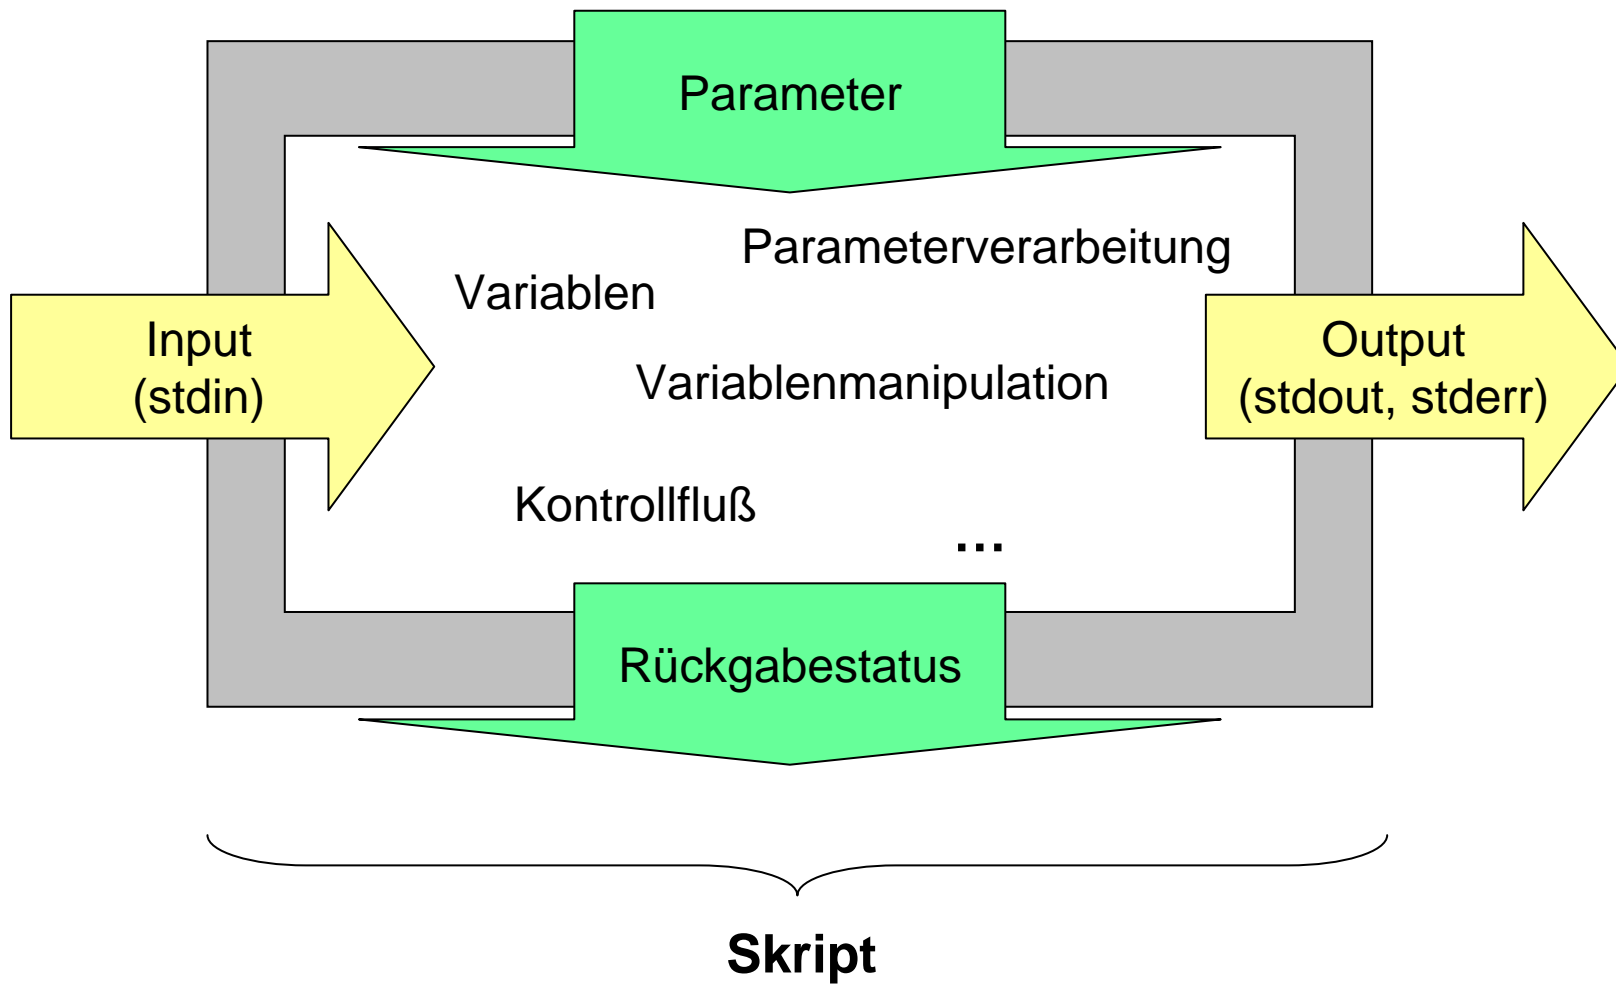 Parameter
Parameterverarbeitung
Variablen
Input
(stdin)
Variablenmanipulation
Output
(stdout, stderr)
Kontrollfluß
...
Rückgabestatus
Skript